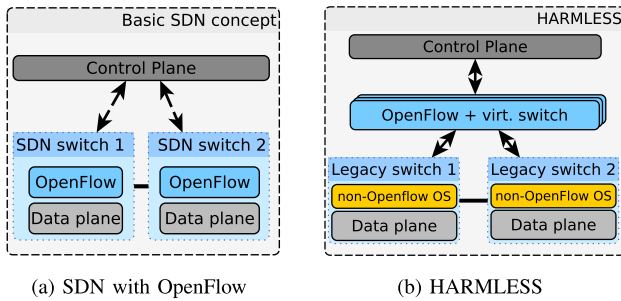 Basic SDN concept
Control Plane
SDN switch 1
SDN switch 2
OpenFlow
OpenFlow
Data plane
Data plane
(a) SDN with OpenFlow
HARMLESS
Control Plane
OpenFlow + virt. switch
Legacy switch 1
Legacy switch 2
non-Openflow OS
non-Openflow OS
Data plane
Data plane
(b) HARMLESS